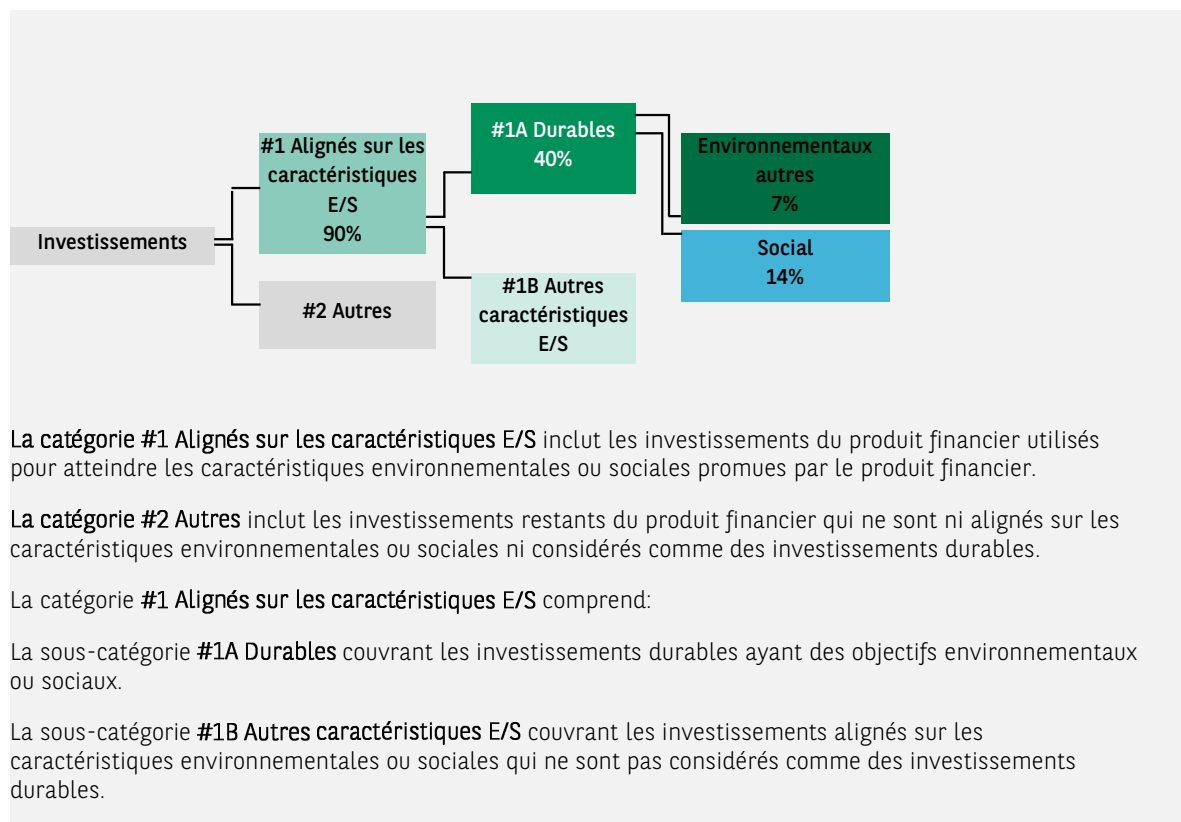 Investissements
#1 Alignés sur les
caractéristiques
E/S
90%
#2 Autres
#1A Durables
40%
#1B Autres
caractéristiques
E/S
Environnementaux
autres
7%
Social
14%
La catégorie #1 Alignés sur les caractéristiques E/S inclut les investissements du produit financier utilisés
pour atteindre les caractéristiques environnementales ou sociales promues par le produit financier.
La catégorie #2 Autres inclut les investissements restants du produit financier qui ne sont ni alignés sur les
caractéristiques environnementales ou sociales ni considérés comme des investissements durables.
La catégorie #1 Alignés sur les caractéristiques E/S comprend:
La sous-catégorie #1A Durables couvrant les investissements durables ayant des objectifs environnementaux
ou sociaux.
La sous-catégorie #1B Autres caractéristiques E/S couvrant les investissements alignés sur les
caractéristiques environnementales ou sociales qui ne sont pas considérés comme des investissements
durables.